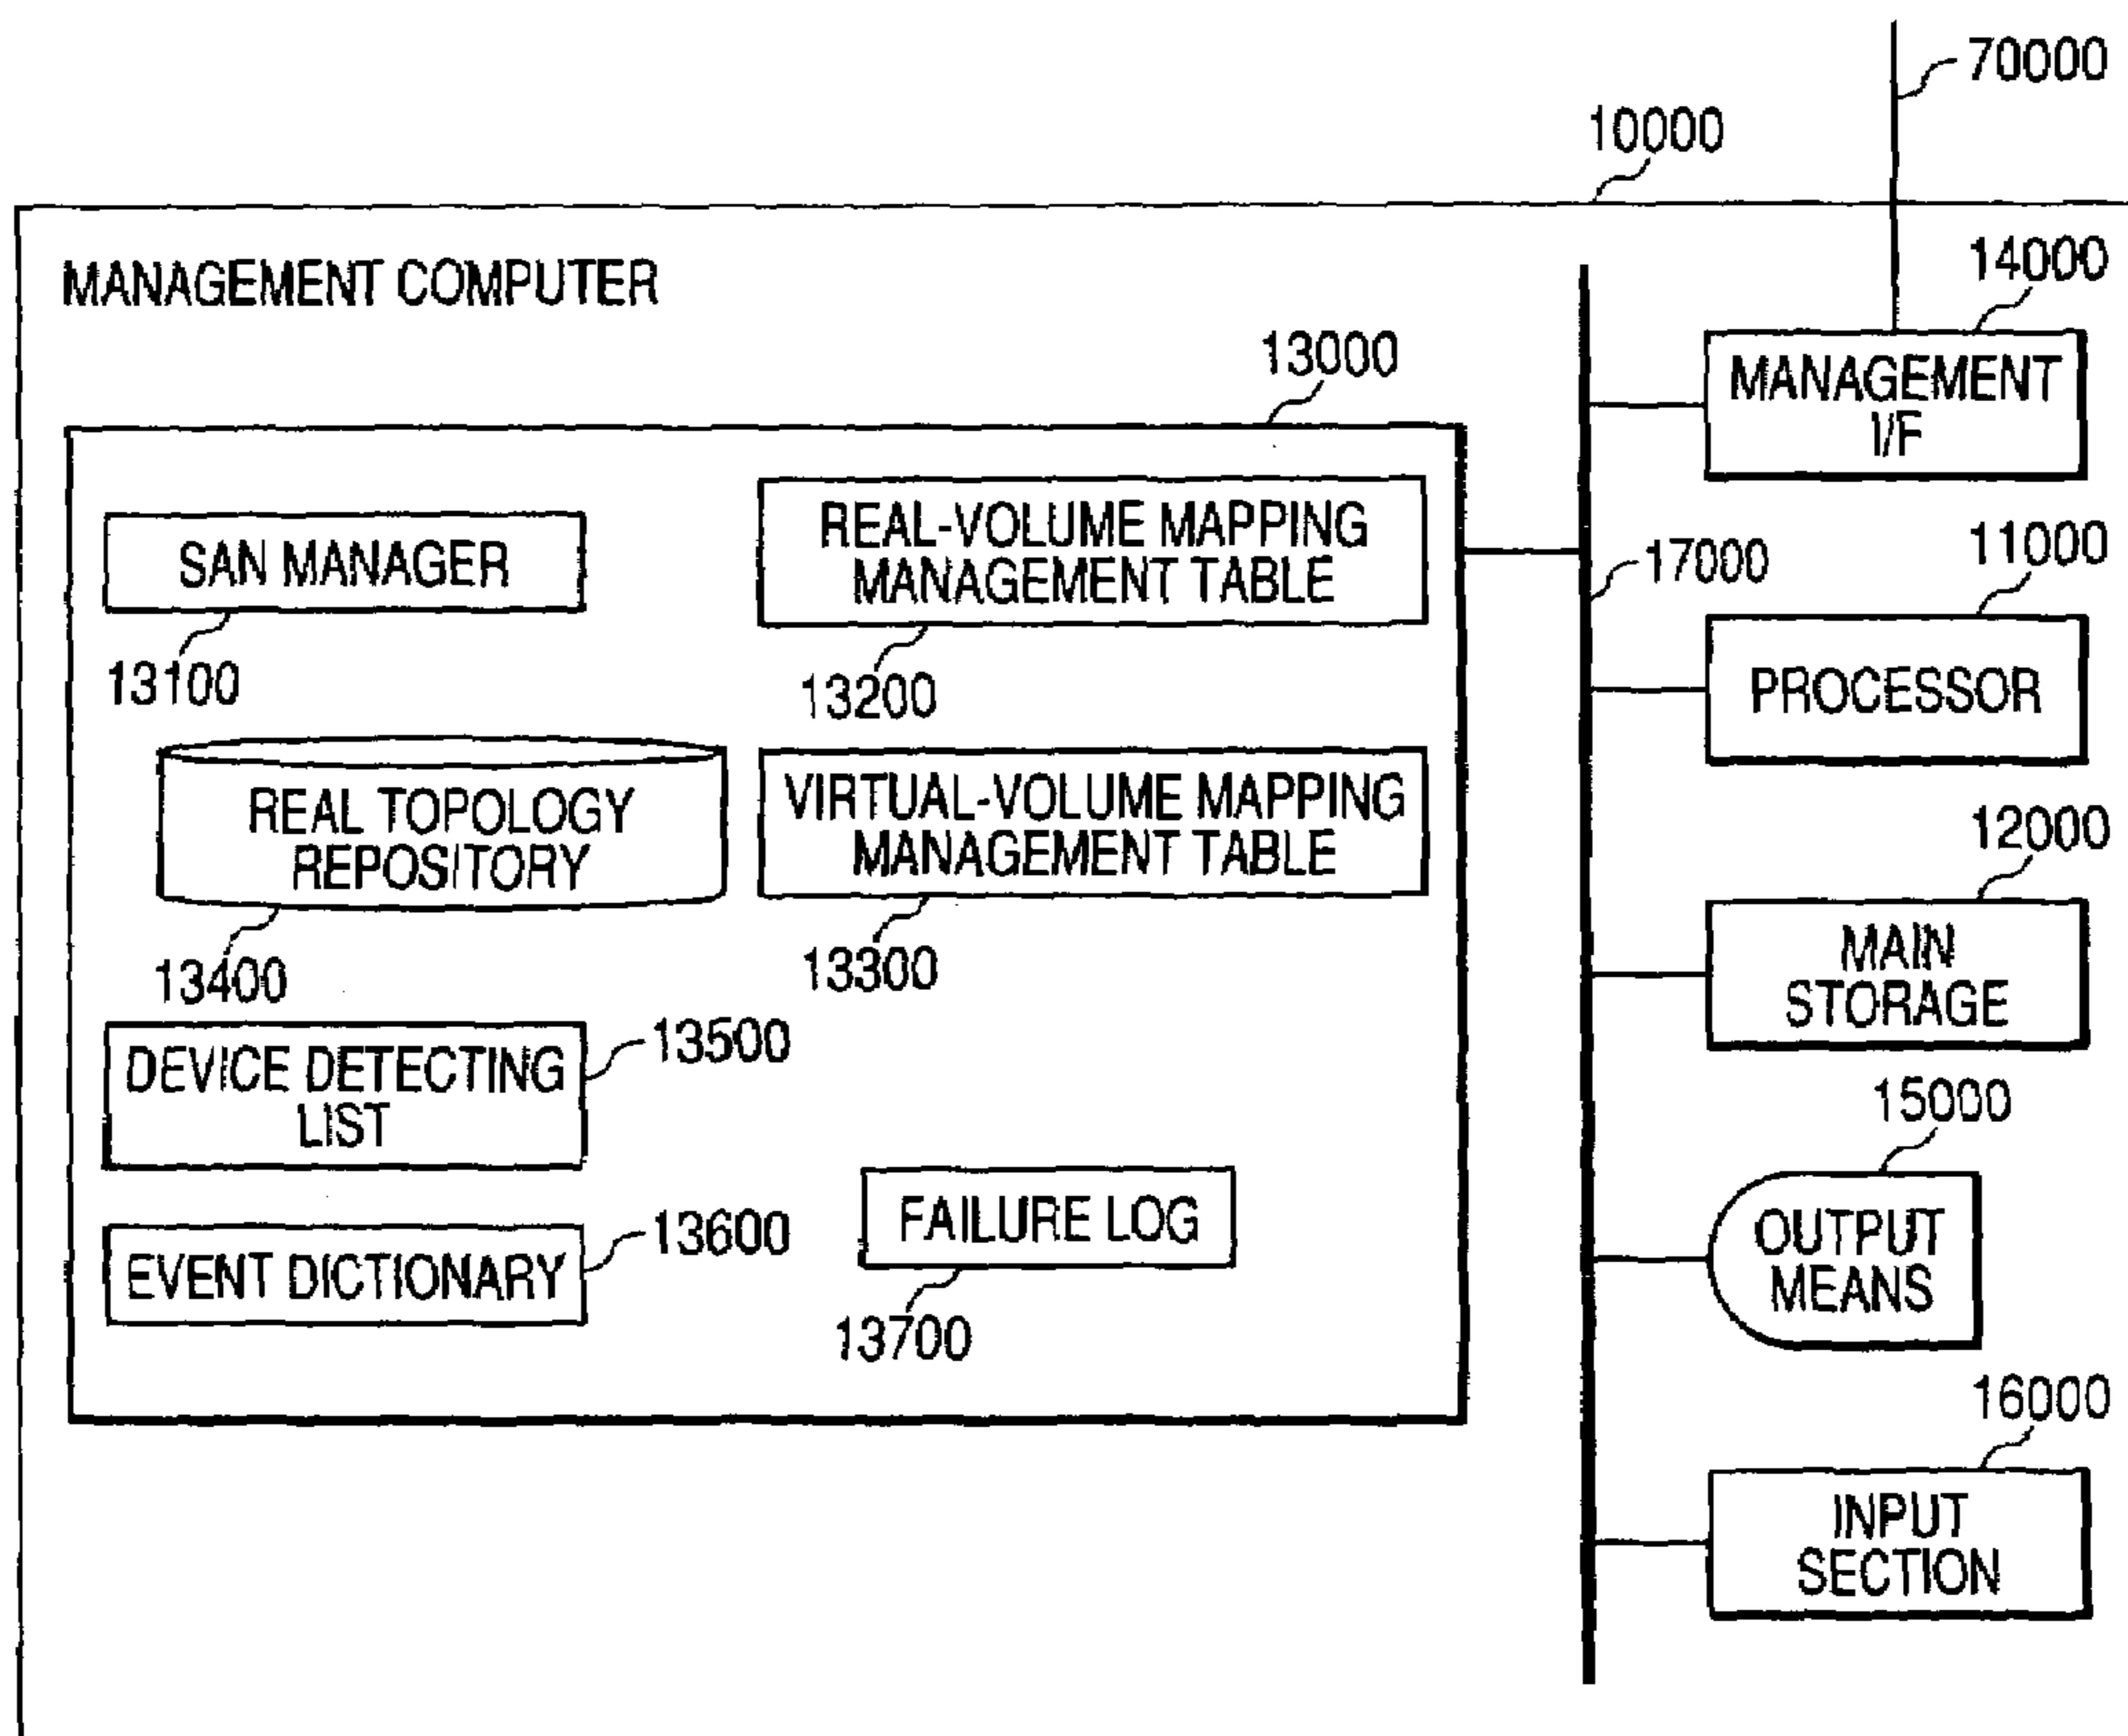 70000
10000
MANAGEMENT COMPUTER
14000
13000
MANAGEMENT
I/F
SAN MANAGER
13100
REAL-VOLUME MAPPING
MANAGEMENT TABLE
13200
17000
11000
PROCESSOR
REAL TOPOLOGY
REPOSITORY
13400
VIRTUAL-VOLUME MAPPING
MANAGEMENT TABLE
13300
12000
MAIN
STORAGE
DEVICE DETECTING
LIST
13500
15000
OUTPUT
MEANS
EVENT DICTIONARY
13600
FAILURE LOG
13700
16000
INPUT
SECTION